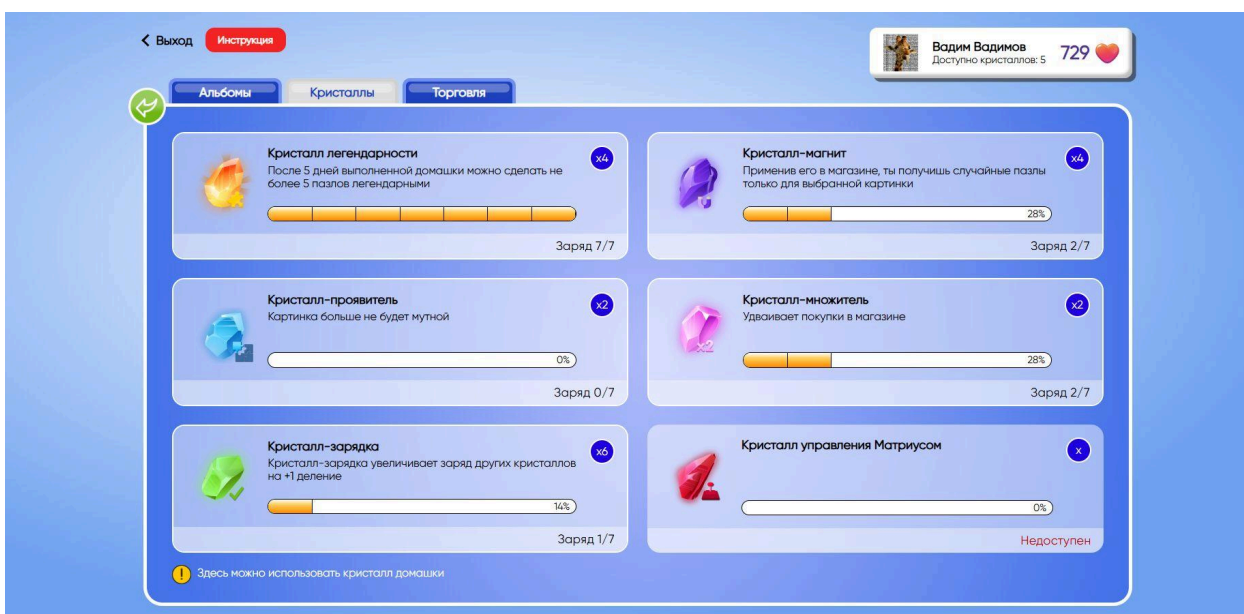 Выход
Инструкция
Вадим Вадимов
Доступно кристаллов: 5
729
Альбомы
Кристаллы
Торговля
Кристалл легендарности
x4
После 5 дней выполненной домашки можно сделать не
более 5 пазлов легендарными
Заряд 7/7
Кристалл-магнит
x4
Применив его в магазине, ты получишь случайные пазлы
только для выбранной картинки
28%
Заряд 2/7
Кристалл-проявитель
x2
Картинка больше не будет мутной
0%
Заряд 0/7
Кристалл-множитель
x2
Удваивает покупки в магазине
x2
28%
Заряд 2/7
Кристалл-зарядка
x6
Кристалл-зарядка увеличивает заряд других кристаллов
на +1 деление
14%
Заряд 1/7
Кристалл управления Матриусом
x
0%
Недоступен
! Здесь можно использовать кристалл домашки